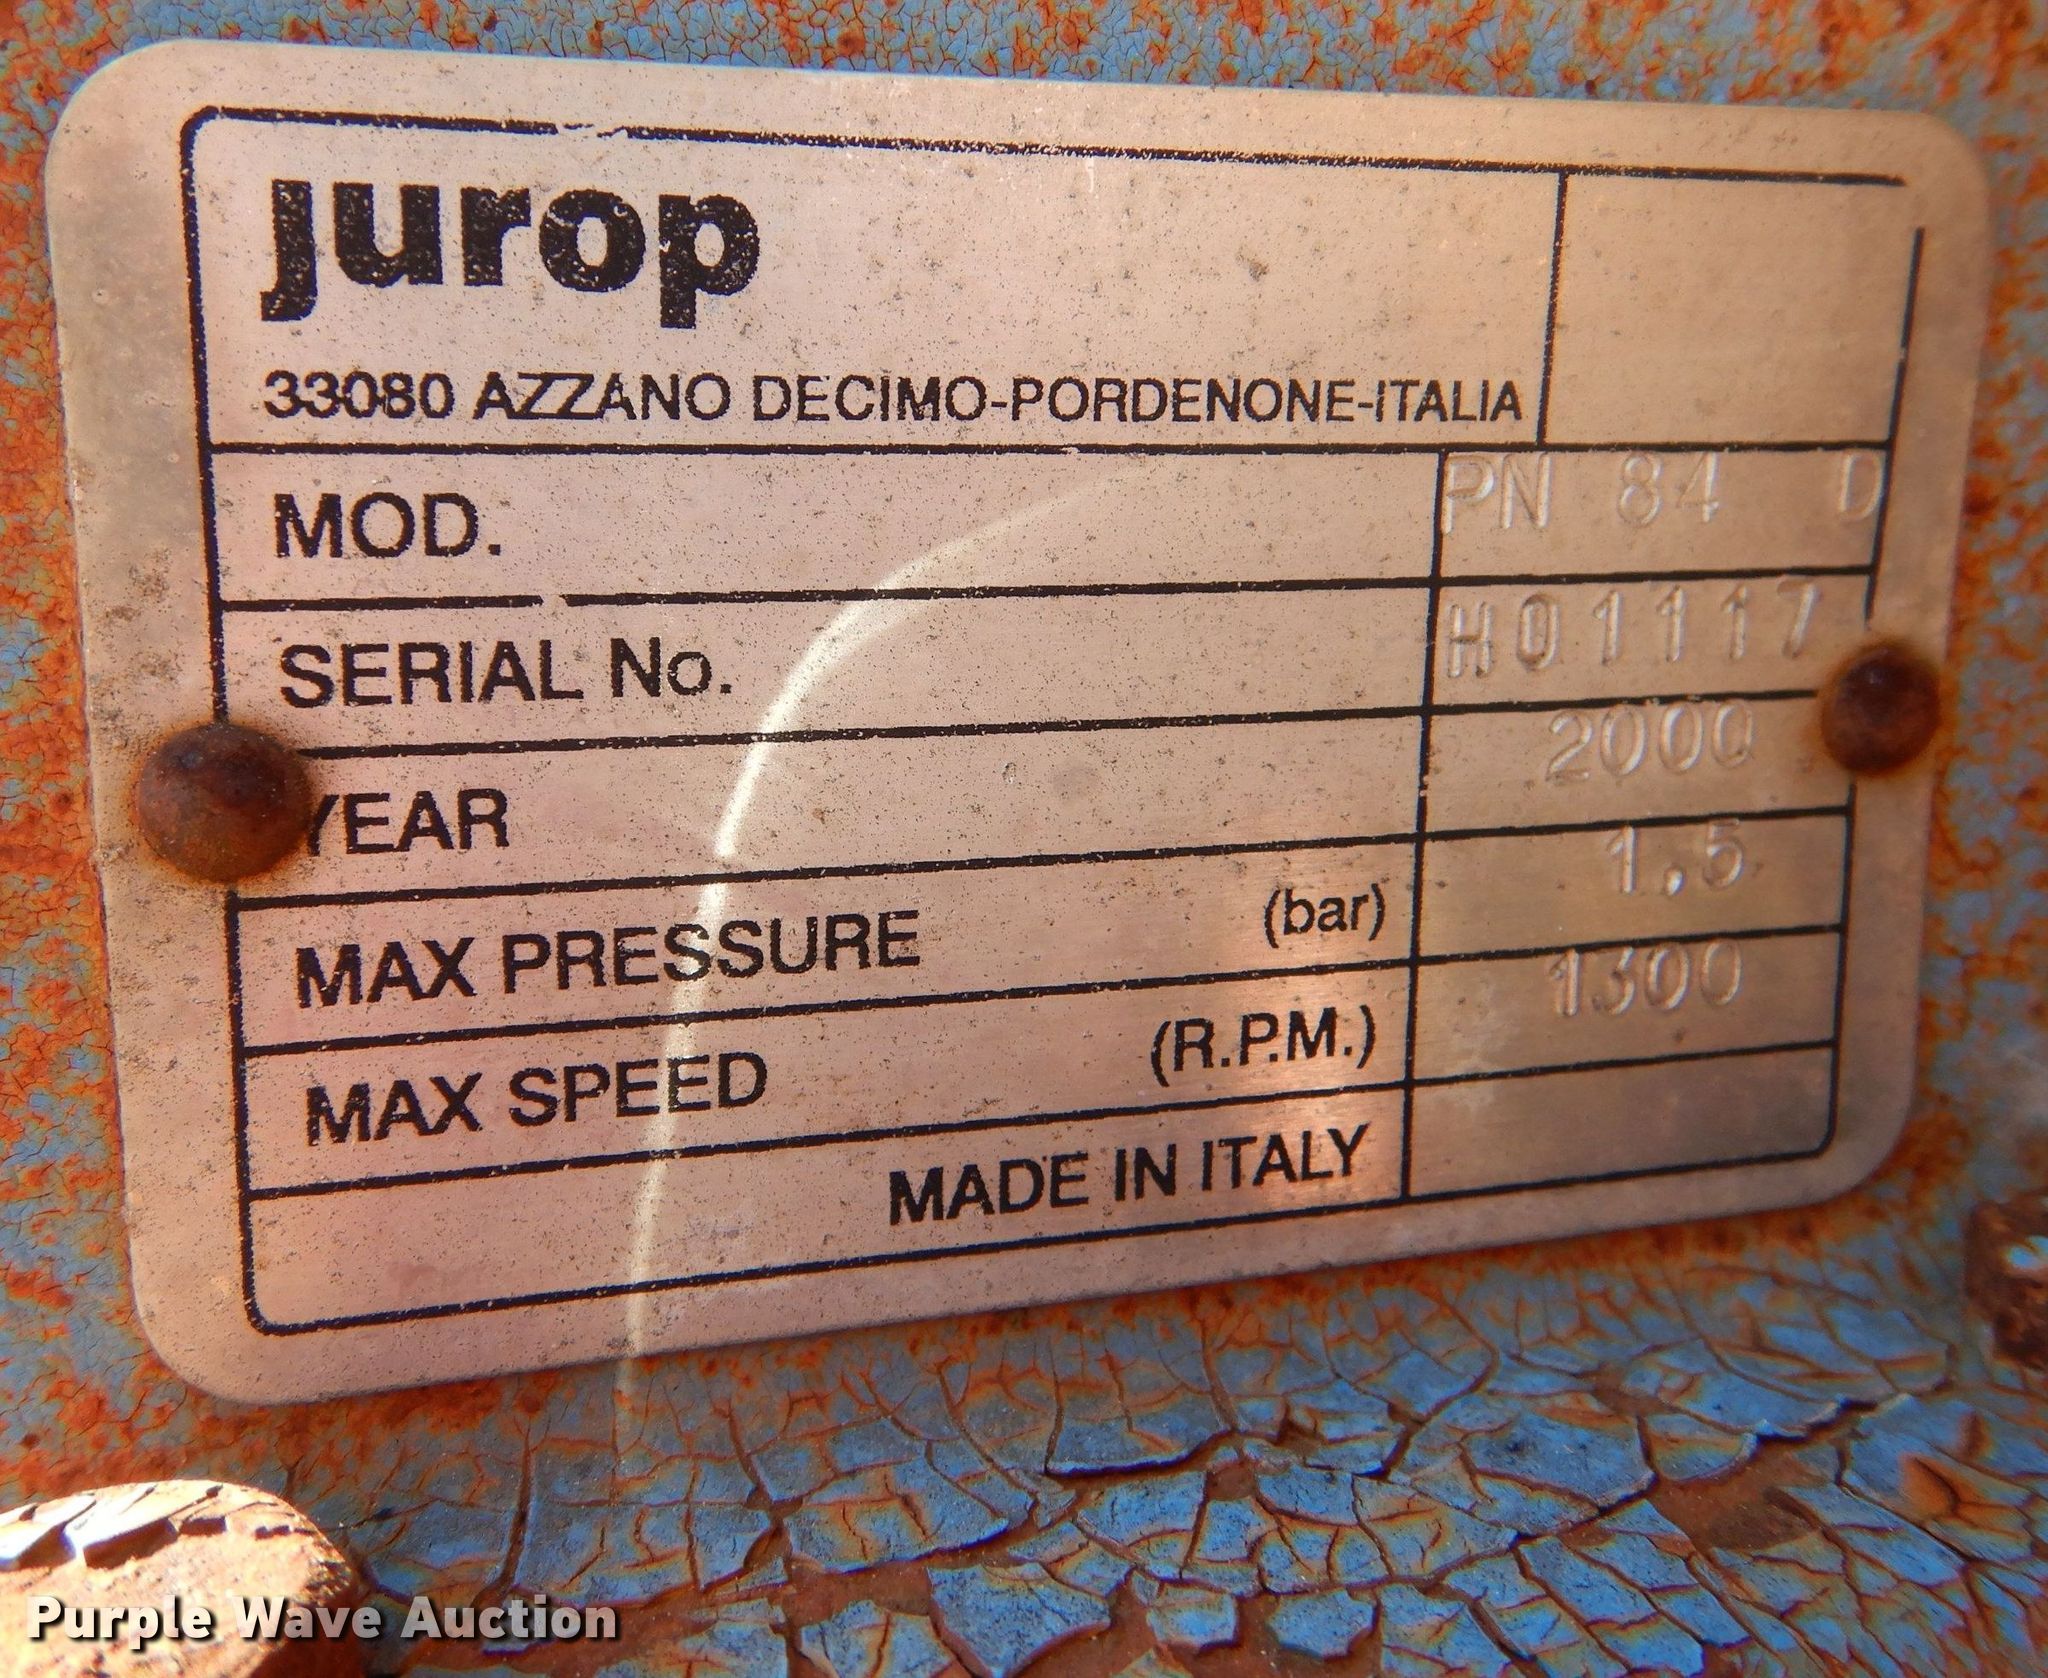 jurop
33080 AZZANO DECIMO-PORDENONE-ITALIA
MOD. PN 84 D
SERIAL No. H01117
YEAR 2000
MAX PRESSURE (bar) 1,5
MAX SPEED (R.P.M.) 1300
MADE IN ITALY
Purple Wave Auction